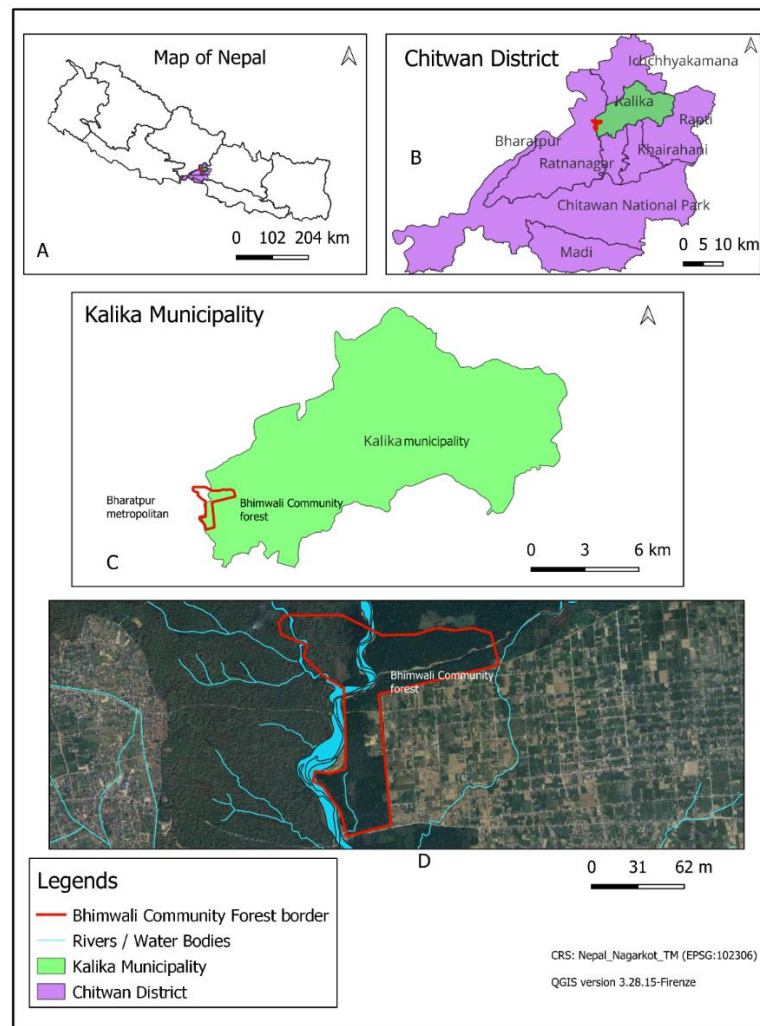 Map of Nepal
0 102 204 km
A
Chitwan District
Ichchhyakamana
Kalika
Rapti
Bharatpur
Khairahani
Ratnanagar
B
Chitawan National Park
Madi
0 5 10 km
Kalika Municipality
Kalika municipality
Bharatpur
metropolitan
Bhimwali Community
forest
C
0 3 6 km
Bhimwali Community
forest
D
0 31 62 m
Legends
Bhimwali Community Forest border
Rivers / Water Bodies
Kalika Municipality
Chitwan District
CRS: Nepal_Nagarkot_TM (EPSG:102306)
QGIS version 3.28.15-Firenze